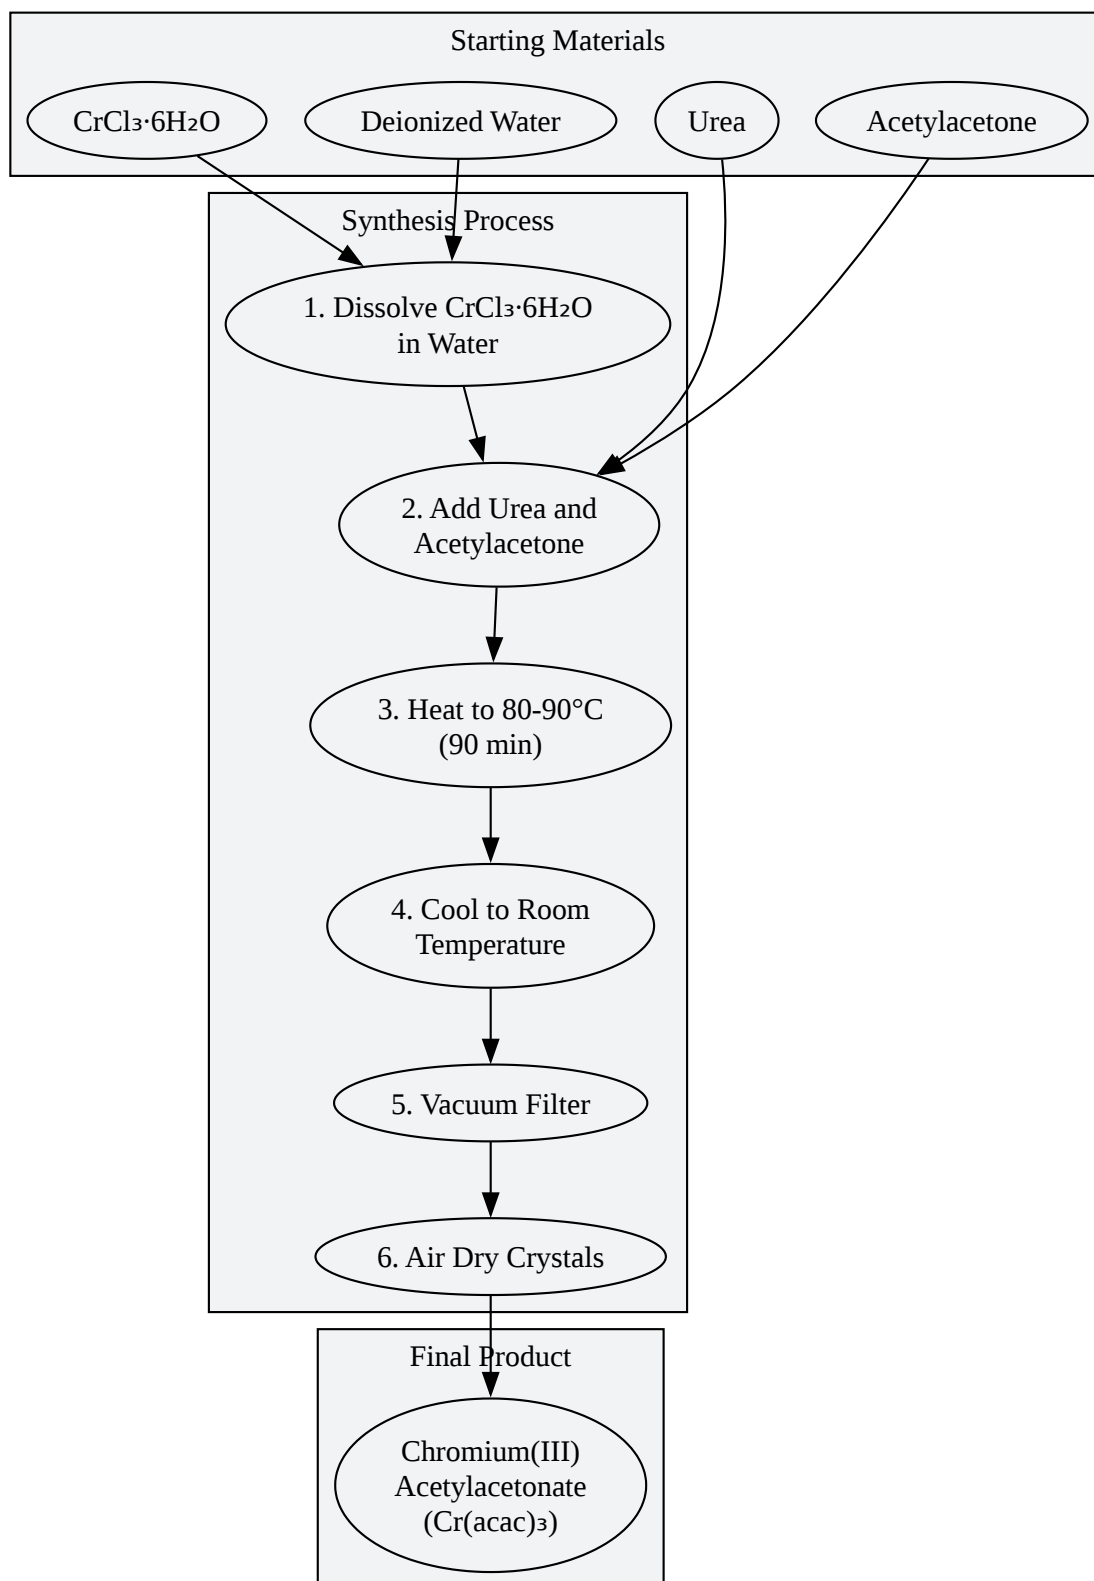 Starting Materials
CrCl₃·6H₂O
Deionized Water
Urea
Acetylacetone
Synthesis Process
1. Dissolve CrCl₃·6H₂O
in Water
2. Add Urea and
Acetylacetone
3. Heat to 80-90°C
(90 min)
4. Cool to Room
Temperature
5. Vacuum Filter
6. Air Dry Crystals
Final Product
Chromium(III)
Acetylacetonate
(Cr(acac)₃)